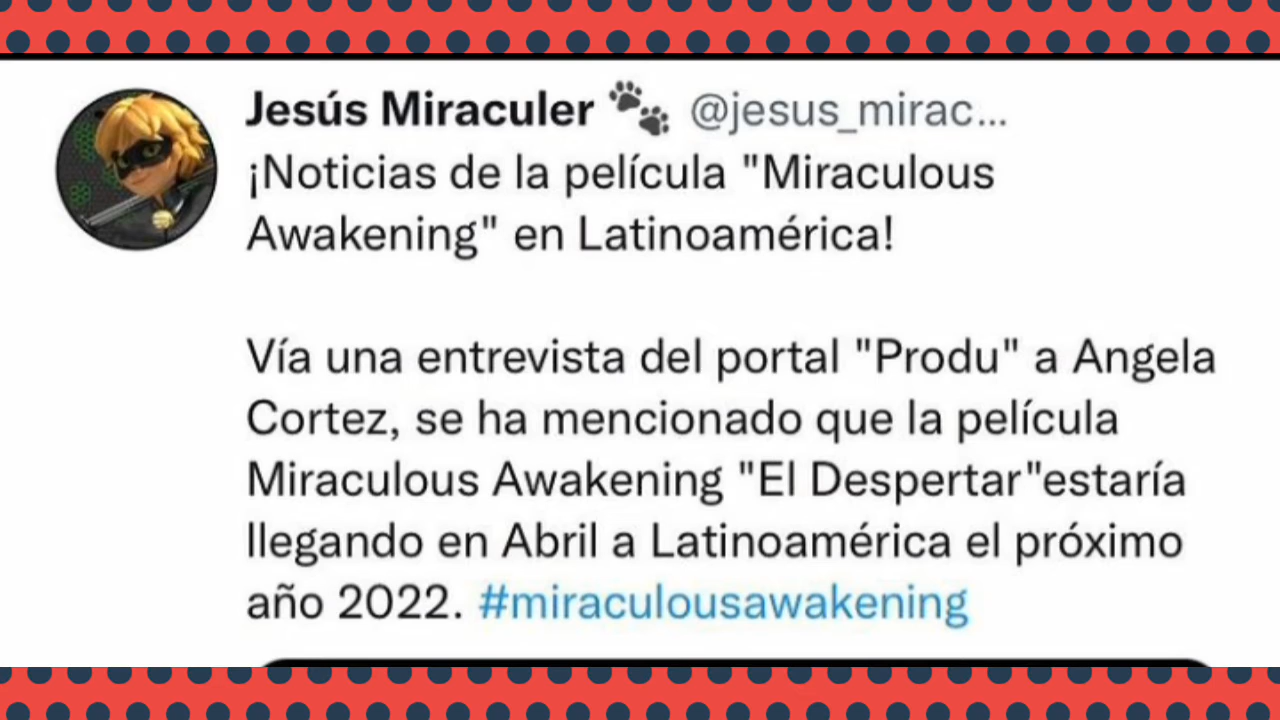 Jesús Miraculer 🐾 @jesus_mirac...
¡Noticias de la película "Miraculous
Awakening" en Latinoamérica!
Vía una entrevista del portal "Produ" a Angela
Cortez, se ha mencionado que la película
Miraculous Awakening "El Despertar"estaría
llegando en Abril a Latinoamérica el próximo
año 2022. #miraculousawakening